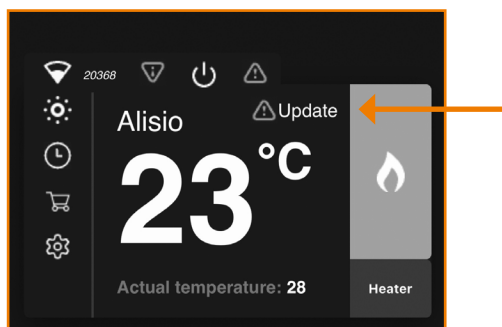 20368
Update
Alisio
23°C
Actual temperature: 28
Heater